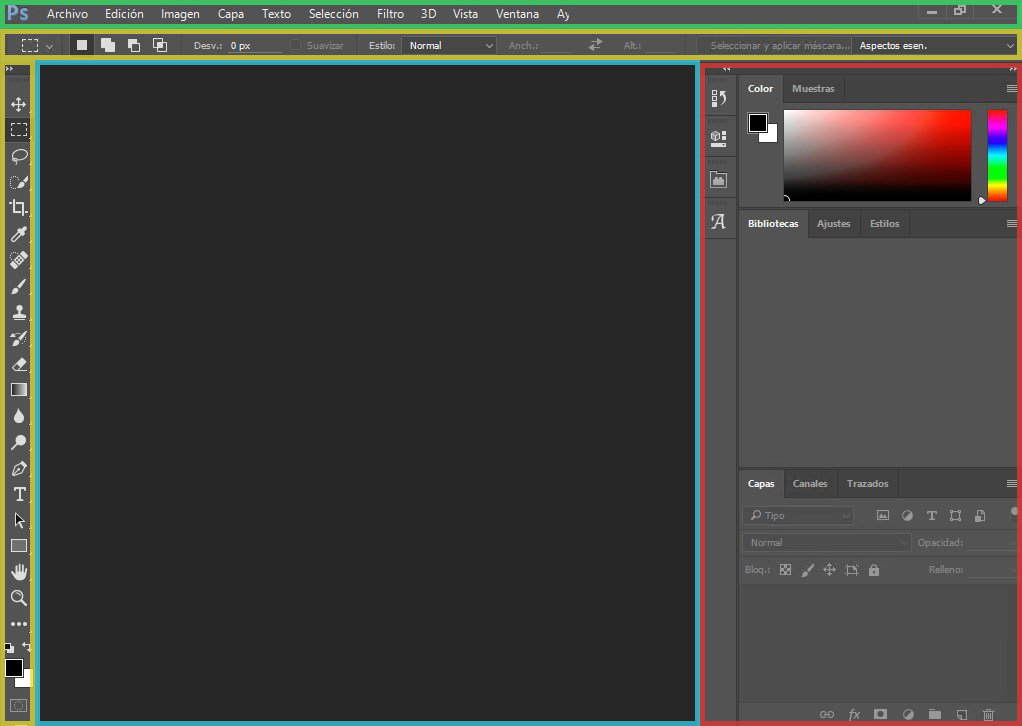 Ps Archivo Edición Imagen Capa Texto Selección Filtro 3D Vista Ventana Ay
Desv.: 0 px Suavizar Estilo: Normal Anch.: Alt.: Seleccionar y aplicar máscara... Aspectos esen.
Color Muestras
Bibliotecas Ajustes Estilos
Capas Canales Trazados
Tipo
Normal Opacidad:
Bloq.: Relleno:
fx